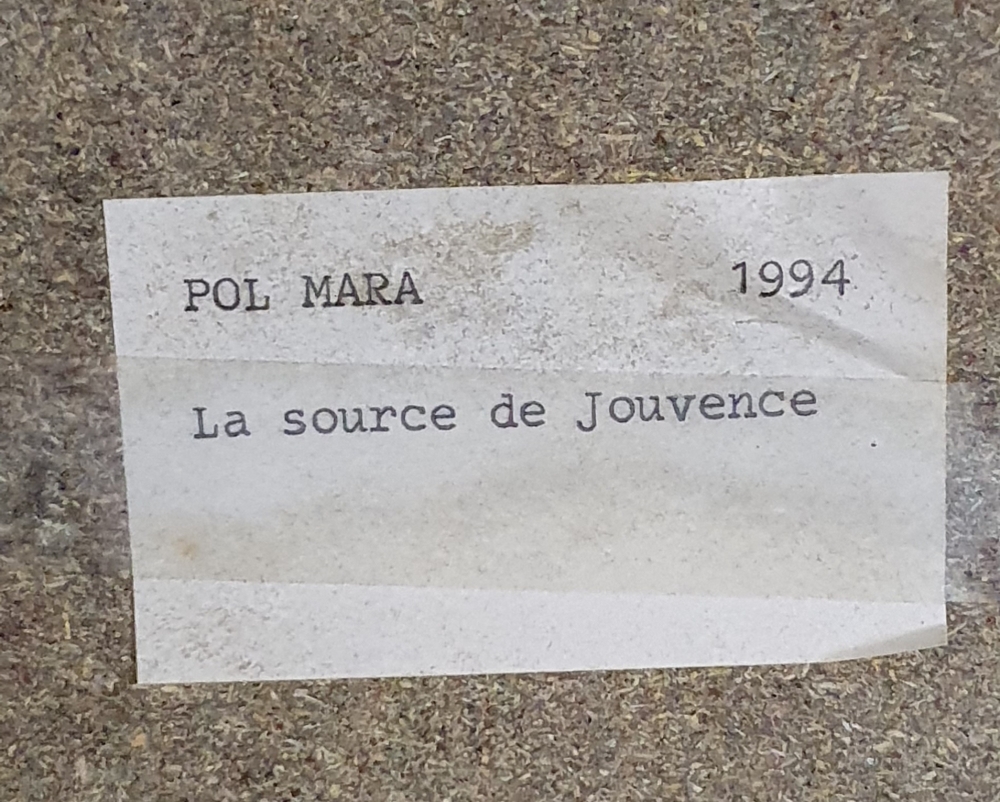 POL MARA 1994
La source de Jouvence